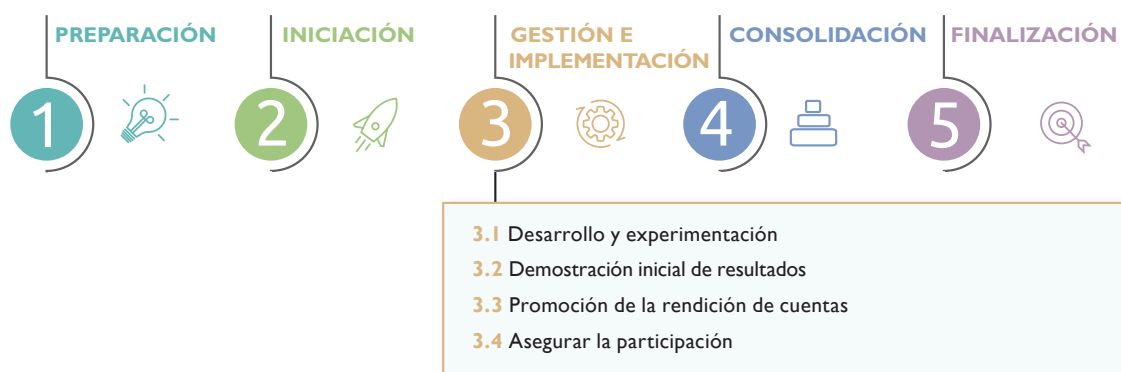 PREPARACIÓN
1
INICIACIÓN
2
GESTIÓN E
IMPLEMENTACIÓN
3
CONSOLIDACIÓN
4
FINALIZACIÓN
5
3.1 Desarrollo y experimentación
3.2 Demostración inicial de resultados
3.3 Promoción de la rendición de cuentas
3.4 Asegurar la participación